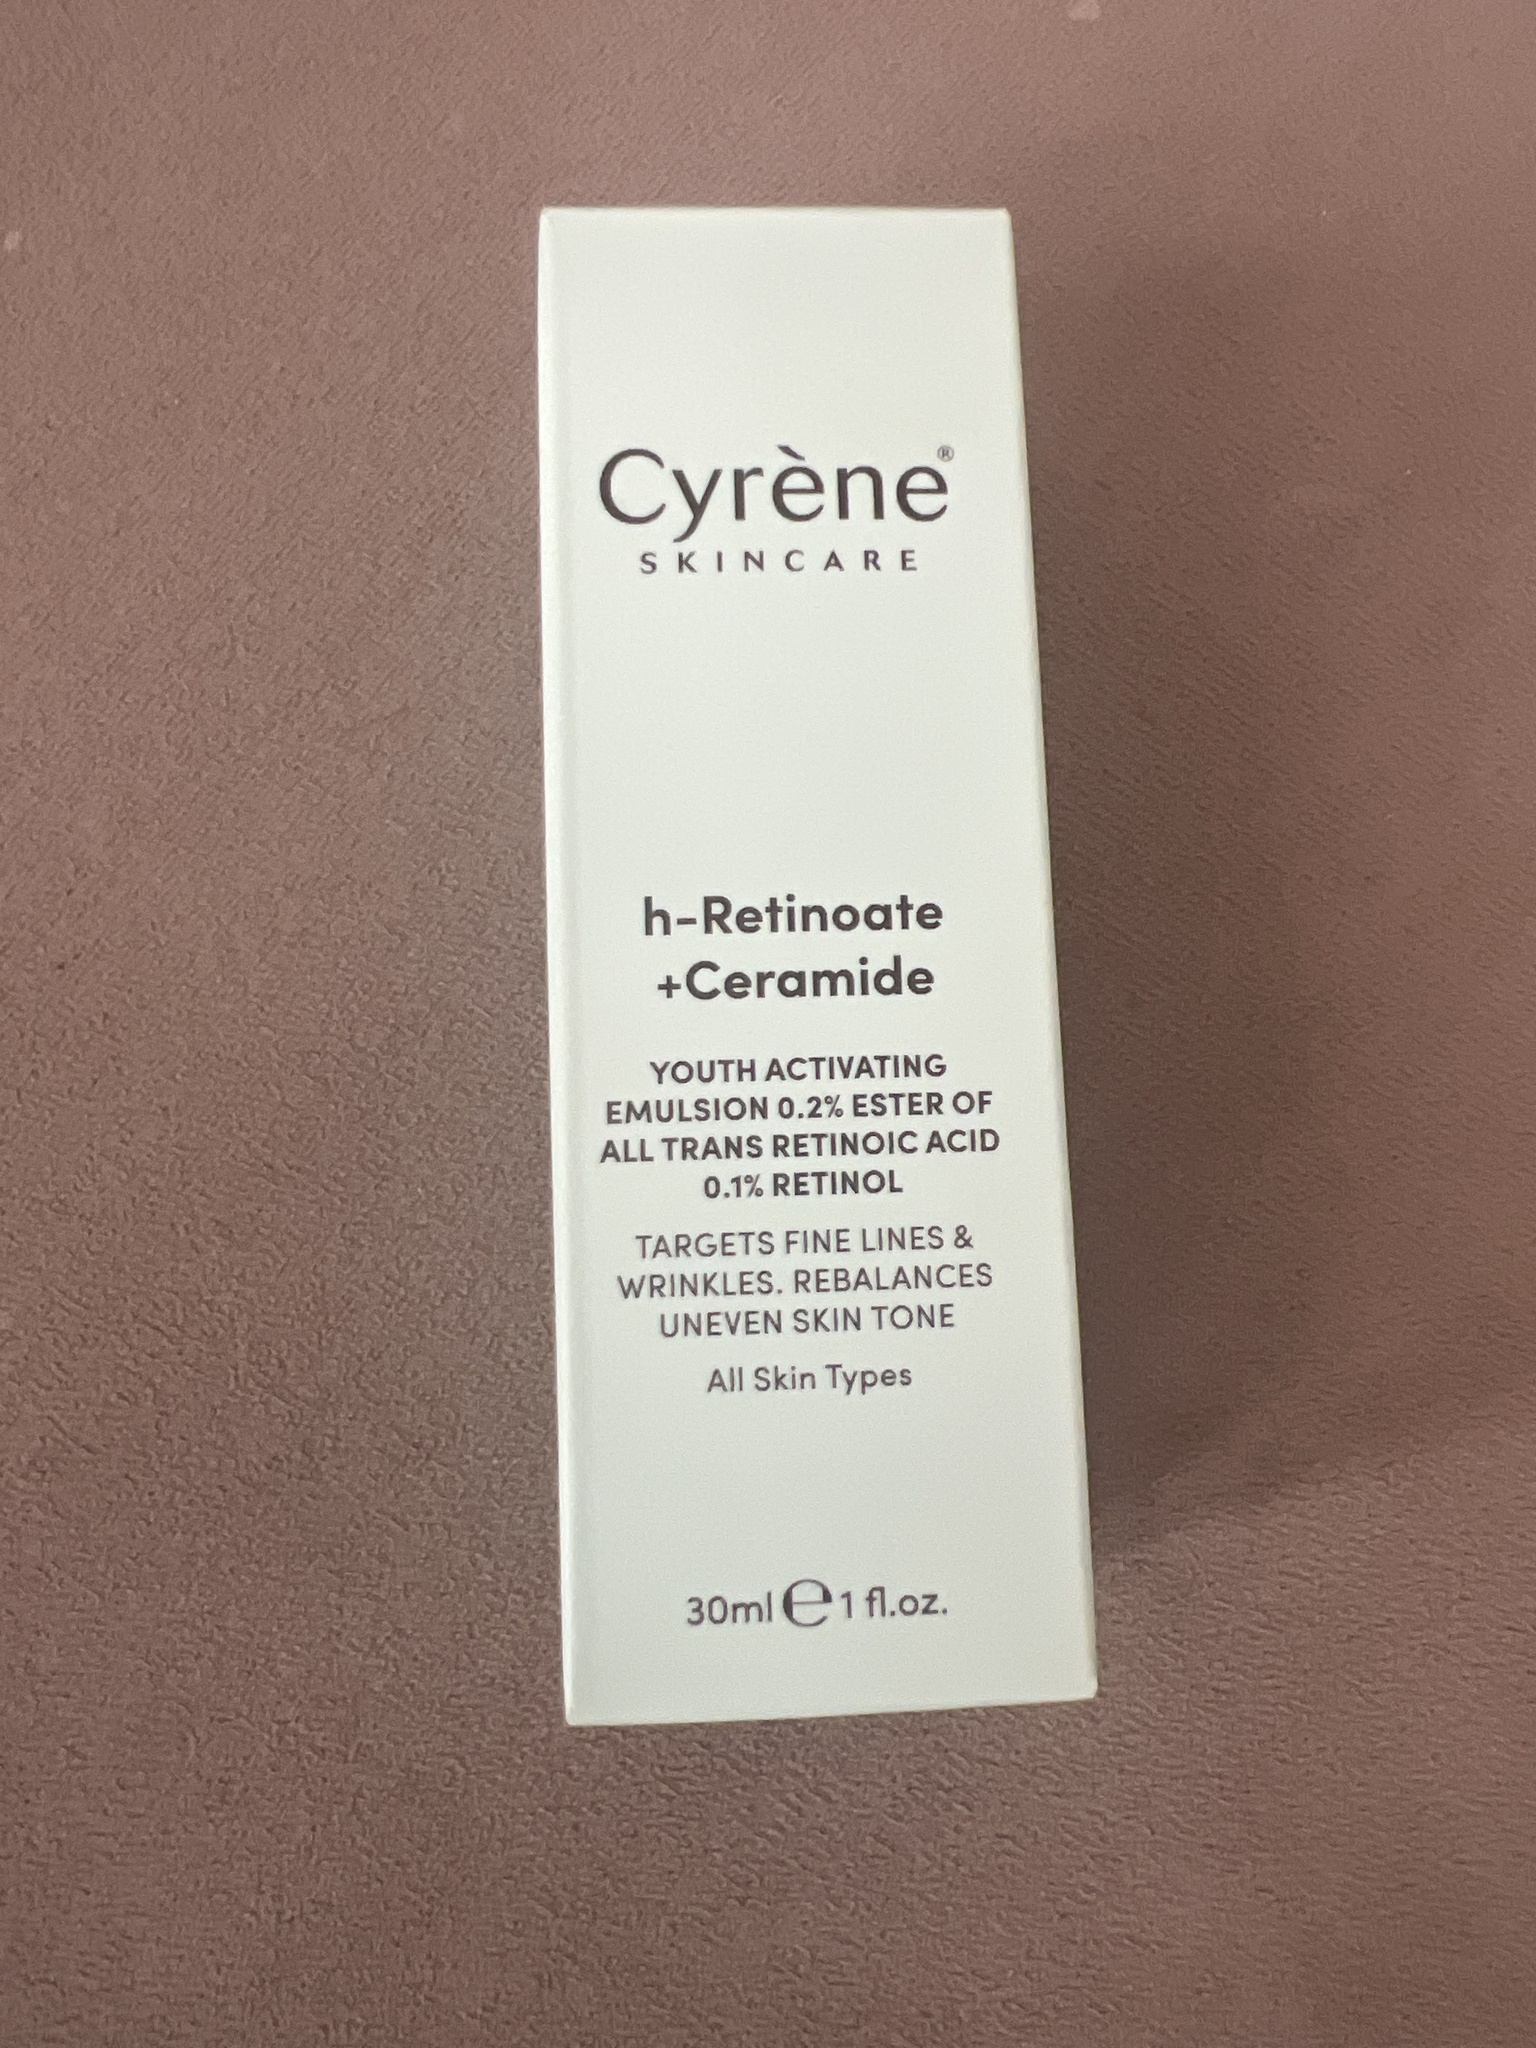 Cyrène®
SKINCARE
h-Retinoate
+Ceramide
YOUTH ACTIVATING
EMULSION 0.2% ESTER OF
ALL TRANS RETINOIC ACID
0.1% RETINOL
TARGETS FINE LINES &
WRINKLES. REBALANCES
UNEVEN SKIN TONE
All Skin Types
30ml ℮ 1 fl.oz.